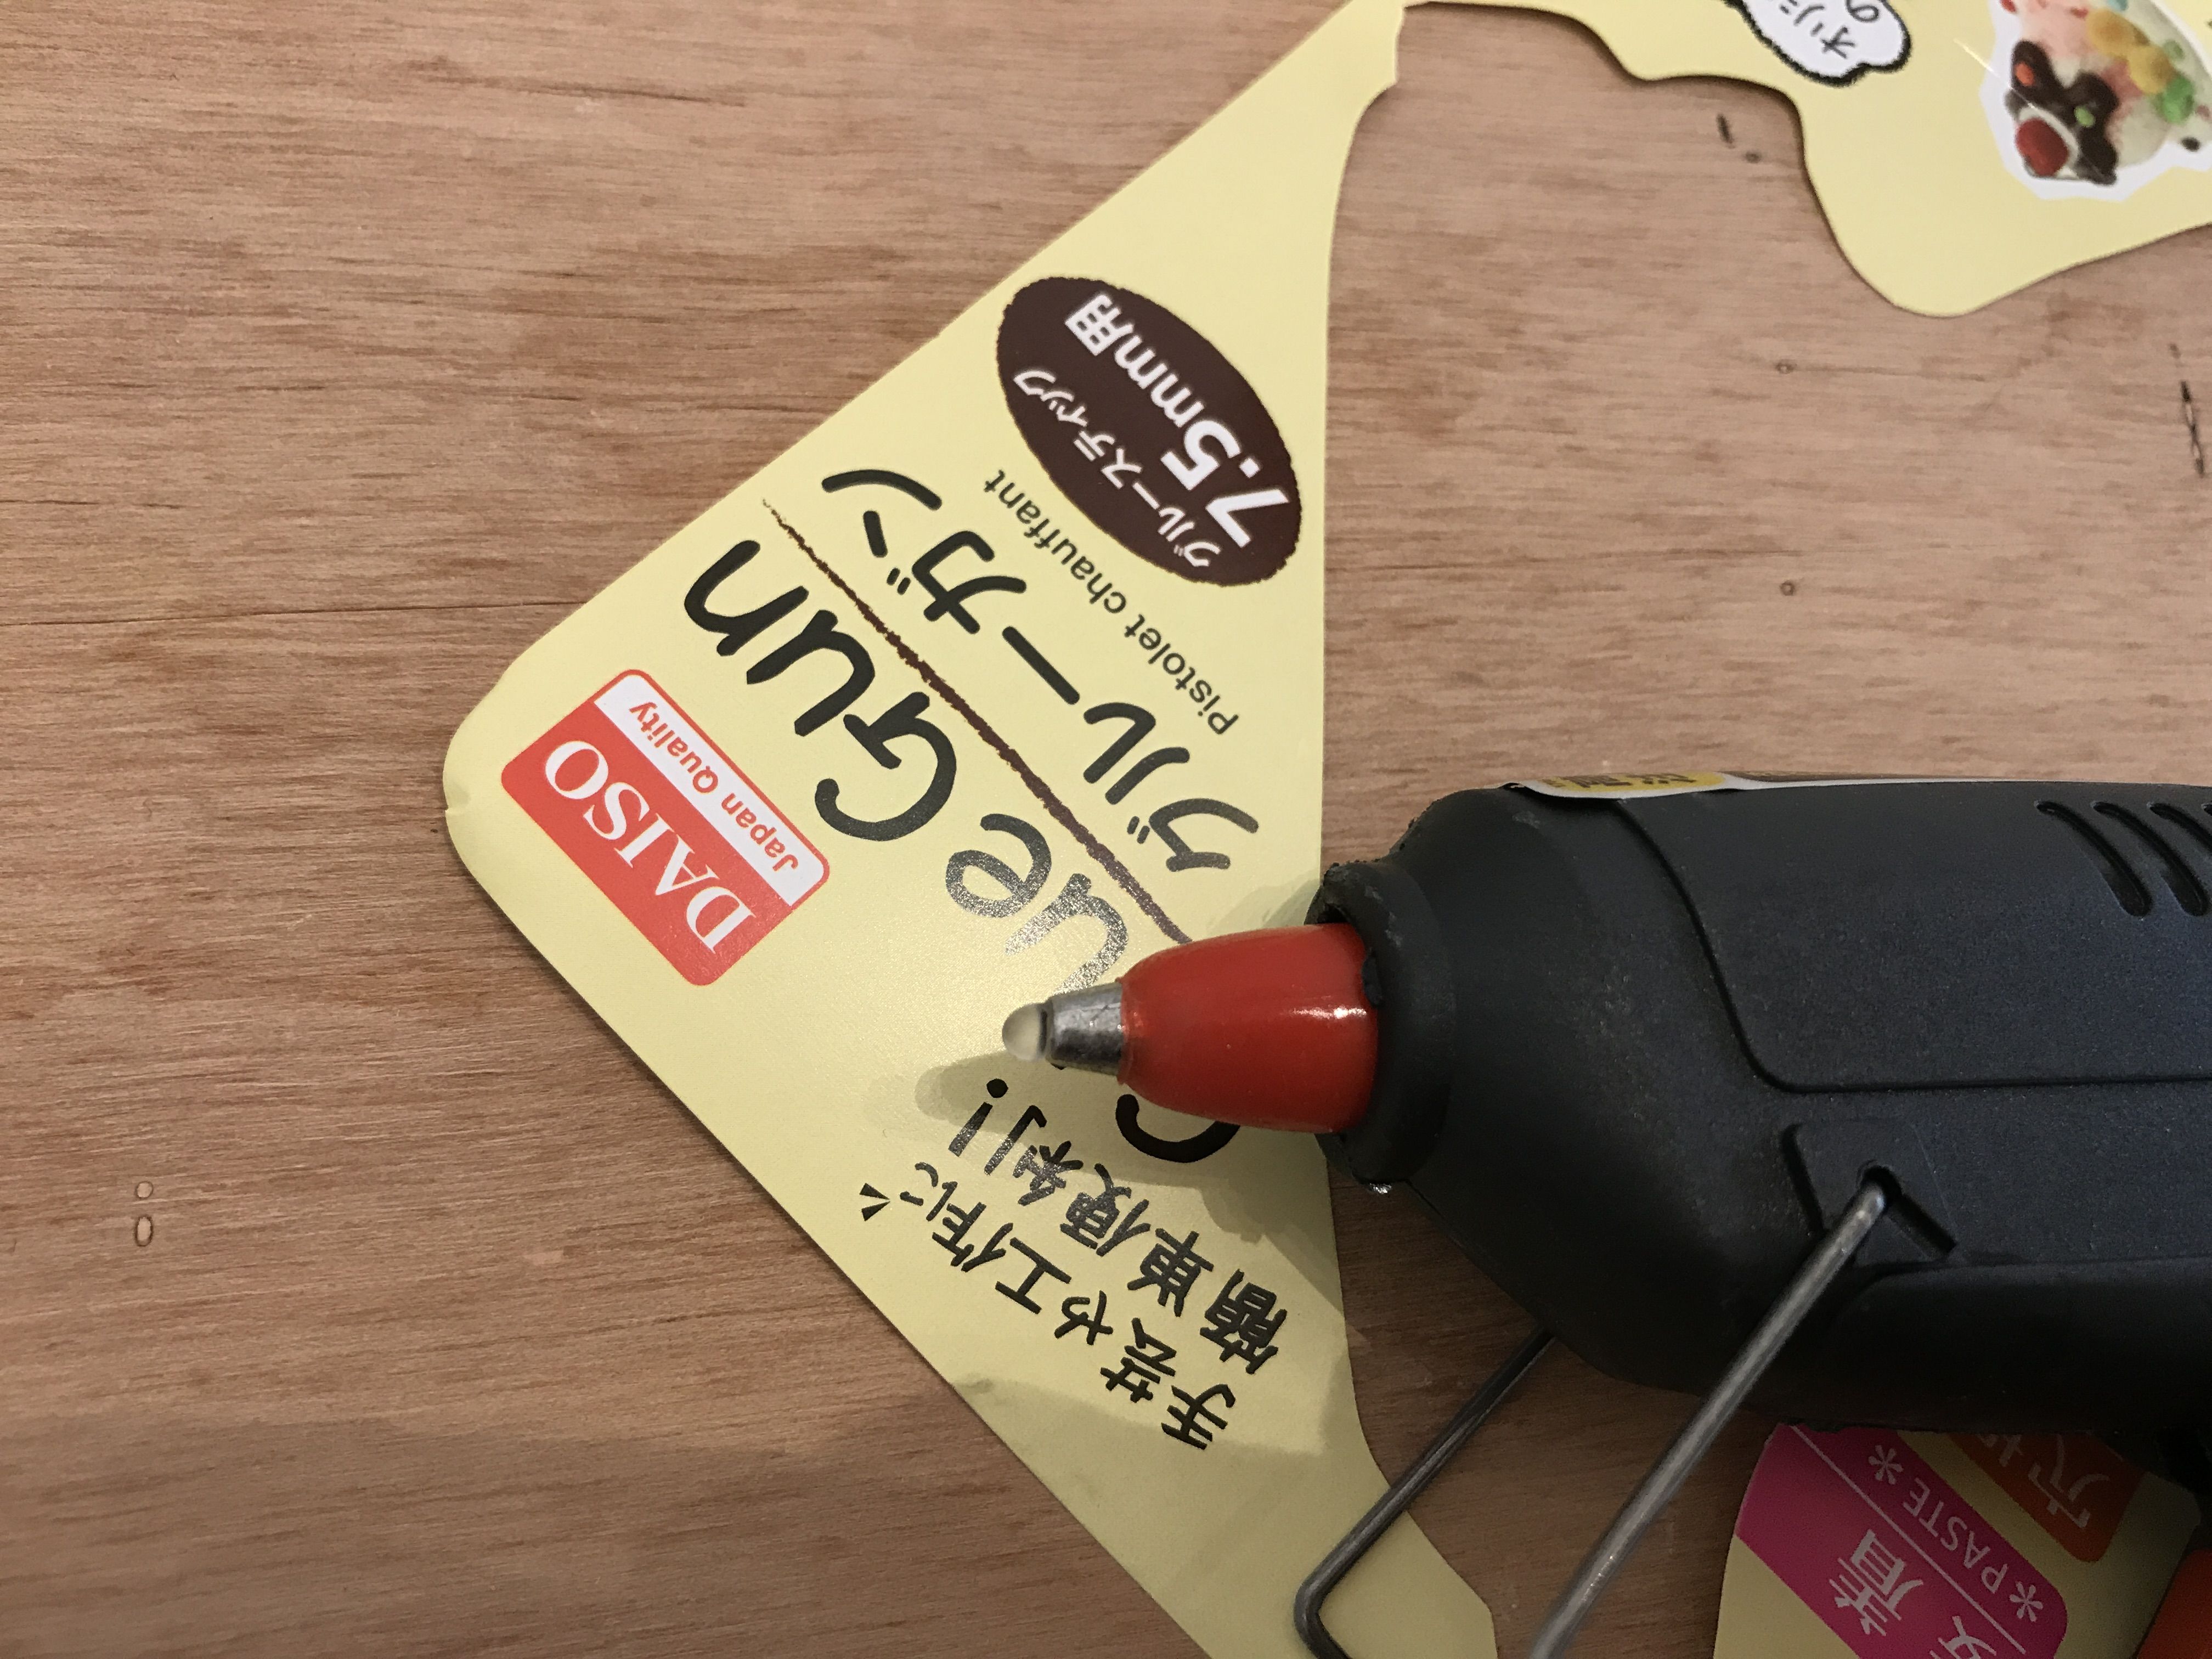 手芸や工作に
簡単便利!
DAISO
Japan Quality
Gun
グルーガン
Pistolet chauffant
グルースティック
7.5mm用
*PASTE*
着